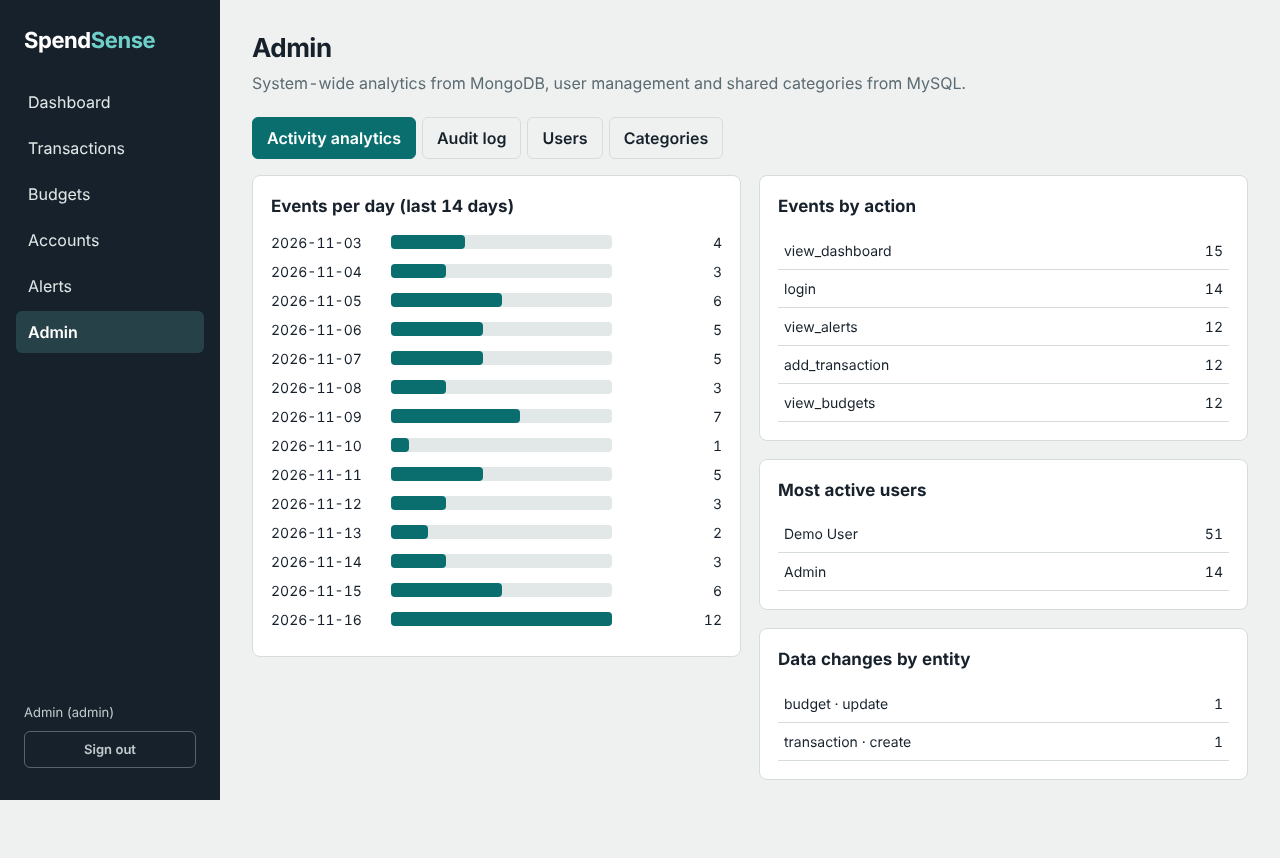 SpendSense
Dashboard
Transactions
Budgets
Accounts
Alerts
Admin
Admin (admin)
Sign out
Admin
System-wide analytics from MongoDB, user management and shared categories from MySQL.
Activity analytics
Audit log
Users
Categories
Events per day (last 14 days)
2026-11-03 4
2026-11-04 3
2026-11-05 6
2026-11-06 5
2026-11-07 5
2026-11-08 3
2026-11-09 7
2026-11-10 1
2026-11-11 5
2026-11-12 3
2026-11-13 2
2026-11-14 3
2026-11-15 6
2026-11-16 12
Events by action
view_dashboard 15
login 14
view_alerts 12
add_transaction 12
view_budgets 12
Most active users
Demo User 51
Admin 14
Data changes by entity
budget · update 1
transaction · create 1